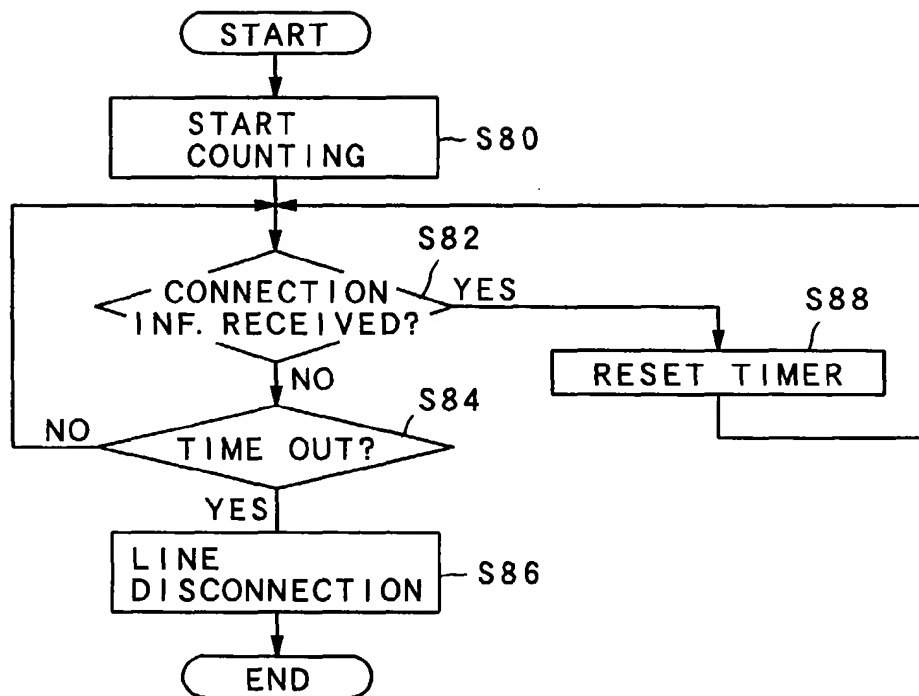 START
START
COUNTING
S80
S82
CONNECTION
INF. RECEIVED?
YES
S88
RESET TIMER
NO
S84
TIME OUT?
NO
YES
LINE
DISCONNECTION
S86
END